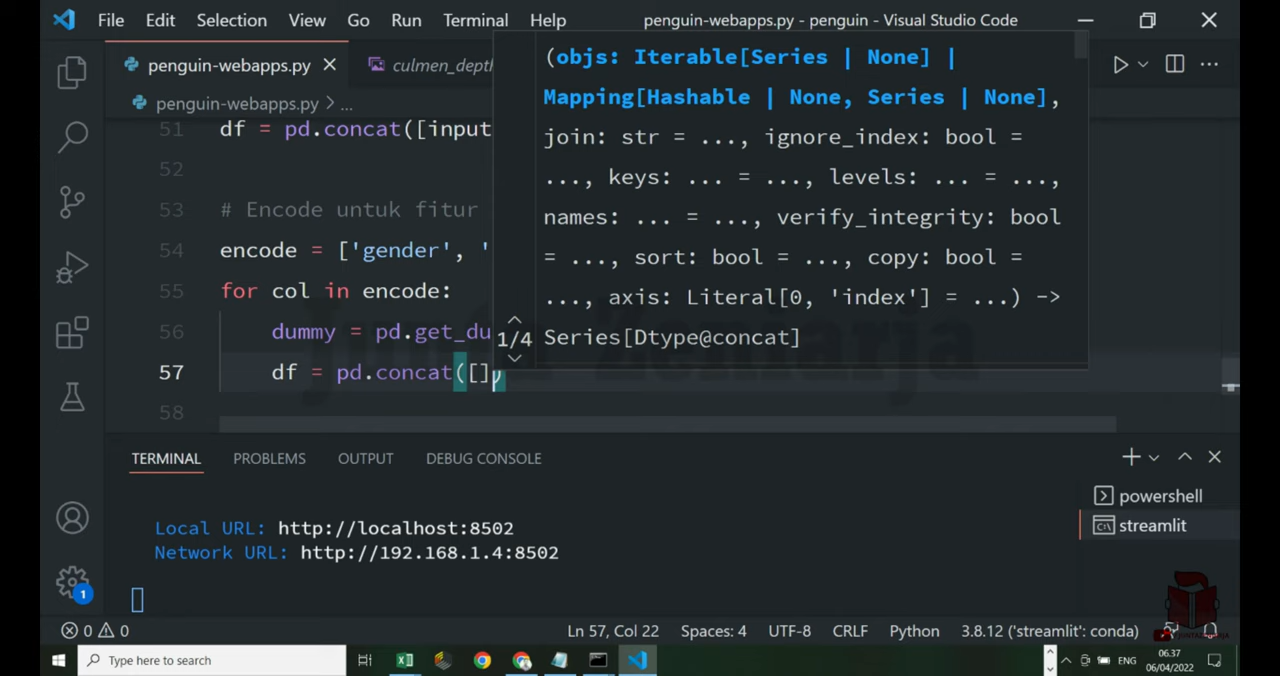 File Edit Selection View Go Run Terminal Help penguin-webapps.py - penguin - Visual Studio Code
penguin-webapps.py culmen_depth
penguin-webapps.py > ...
(objs: Iterable[Series | None] |
Mapping[Hashable | None, Series | None],
join: str = ..., ignore_index: bool =
..., keys: ... = ..., levels: ... = ...,
names: ... = ..., verify_integrity: bool
= ..., sort: bool = ..., copy: bool =
..., axis: Literal[0, 'index'] = ...) ->
Series[Dtype@concat]
1/4
51 df = pd.concat([input
52
53 # Encode untuk fitur
54 encode = ['gender', '
55 for col in encode:
56 dummy = pd.get_du
57 df = pd.concat([])
58
Junta Zeniarja
TERMINAL PROBLEMS OUTPUT DEBUG CONSOLE
Local URL: http://localhost:8502
Network URL: http://192.168.1.4:8502
powershell
streamlit
1
0 0 Ln 57, Col 22 Spaces: 4 UTF-8 CRLF Python 3.8.12 ('streamlit': conda)
Type here to search
ENG
06.37
06/04/2022